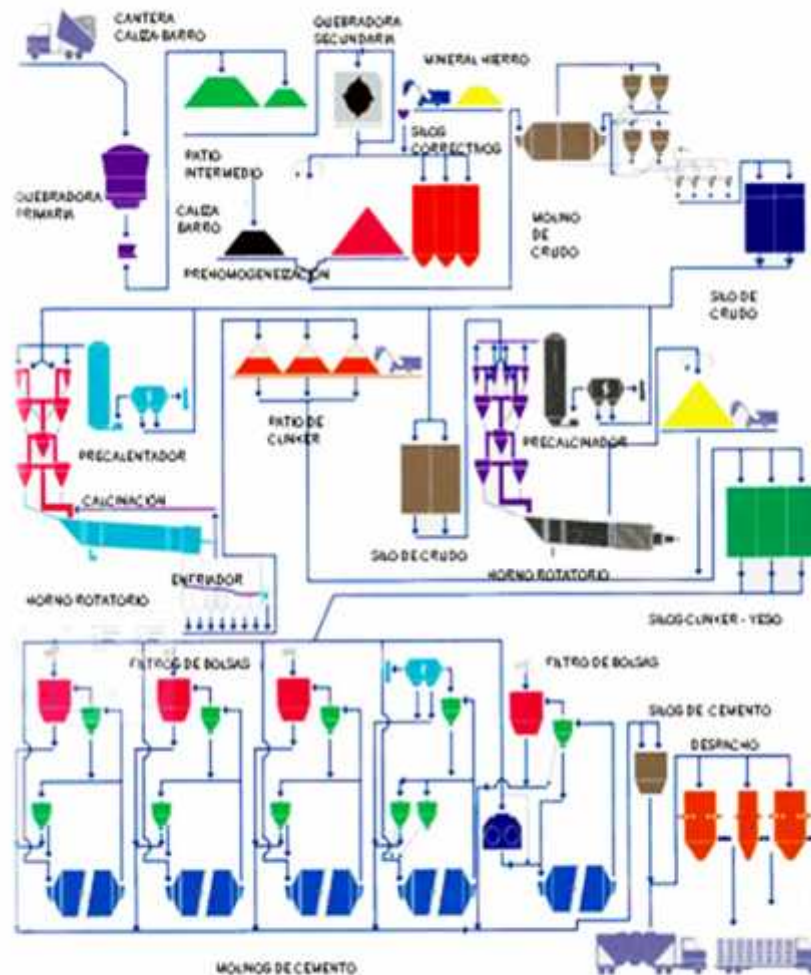 CANTERA
CALIZA-BARRO
QUEBRADORA
SECUNDARIA
MINERAL HIERRO
SILOS
CORRECTIVOS
PATIO
INTERMEDIO
QUEBRADORA
PRIMARIA
CALIZA
BARRO
MOLINO
DE
CRUDO
PREHOMOGENEIZACIÓN
SILO DE
CRUDO
PATIO DE
CLINKER
PRECALENTADOR
PRECALCINADOR
CALCINACIÓN
SILO DE CRUDO
ENFRIADOR
HORNO ROTATORIO
HORNO ROTATORIO
SILOS-CLINKER - YESO
FILTROS DE BOLSAS
FILTRO DE BOLSAS
SILOS DE CEMENTO
DESPACHO
MOLINOS DE CEMENTO